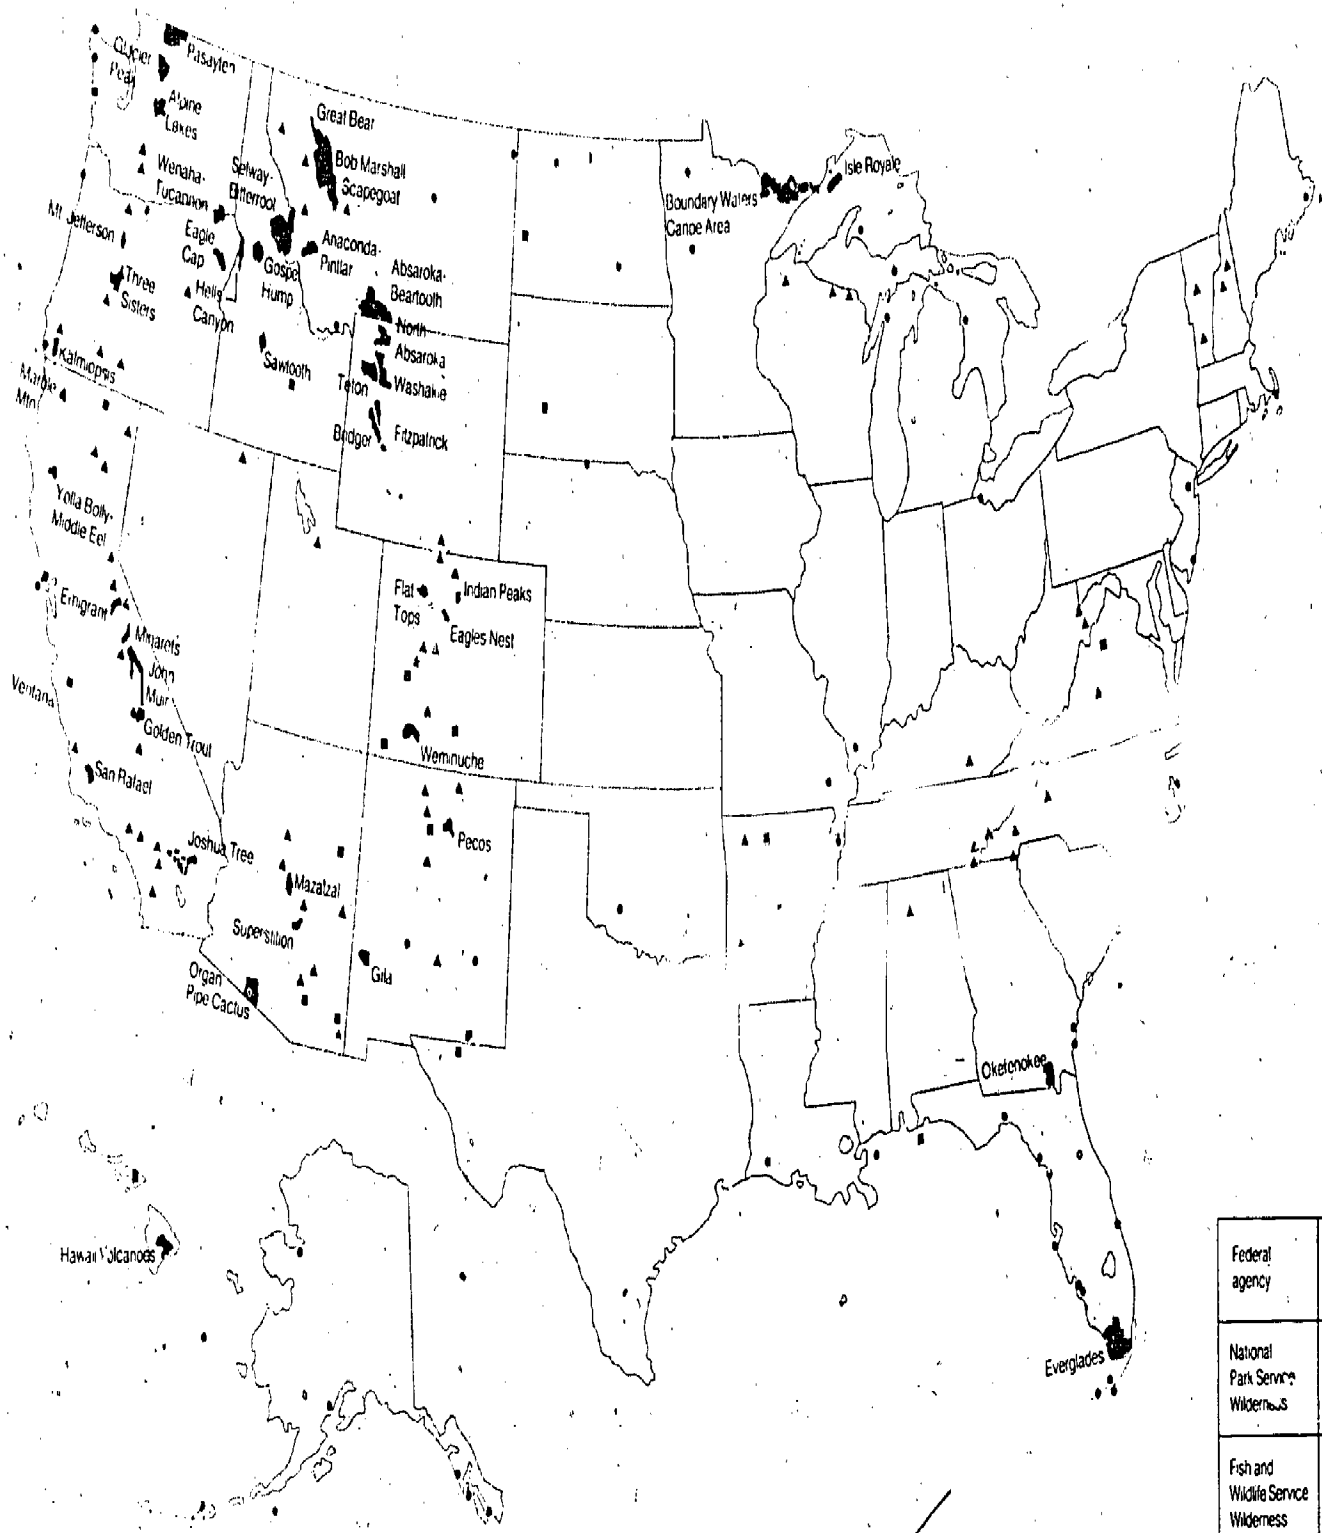 Pasayten
Glacier
Peak
Alpine
Lakes
Great Bear
Bob Marshall
Scapegoat
Wenaha-
Tucannon
Selway-
Bitterroot
Mt. Jefferson
Eagle
Cap
Anaconda-
Pintlar
Gospel
Hump
Absaroka-
Beartooth
Three
Sisters
Hells
Canyon
North
Absaroka
Kalmiopsis
Sawtooth
Teton
Washakie
Marble
Mtn
Bridger
Fitzpatrick
Isle Royale
Boundary Waters
Canoe Area
Yolla Bolly-
Middle Eel
Flat
Tops
Indian Peaks
Eagles Nest
Emigrant
Minarets
John
Muir
Ventana
Golden Trout
Weminuche
San Rafael
Joshua Tree
Pecos
Mazatzal
Superstition
Organ
Pipe Cactus
Gila
Okefenokee
Hawaii Volcanoes
Everglades
Federal
agency
National
Park Service
Wilderness
Fish and
Wildlife Service
Wilderness